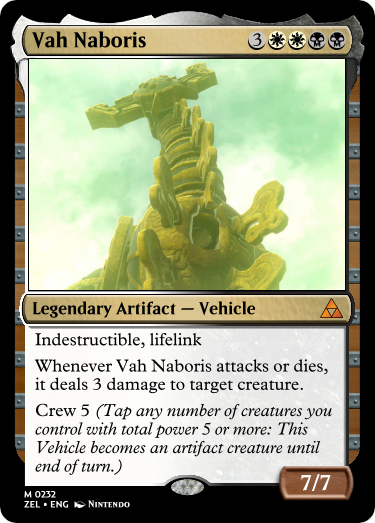 Vah Naboris 3
Legendary Artifact — Vehicle
Indestructible, lifelink
Whenever Vah Naboris attacks or dies,
it deals 3 damage to target creature.
Crew 5 (Tap any number of creatures you
control with total power 5 or more: This
Vehicle becomes an artifact creature until
end of turn.)
7/7
M 0232
ZEL • ENG Nintendo